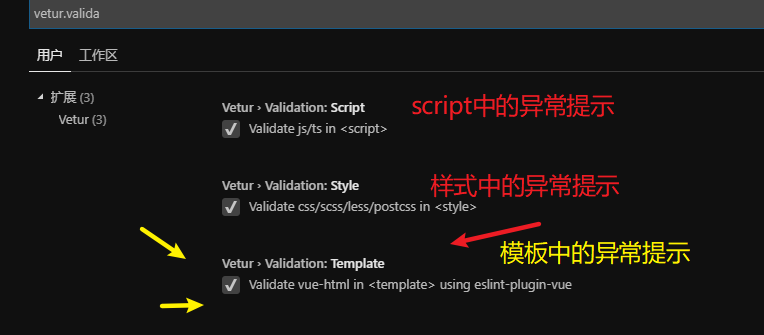 vetur.valida
用户 工作区
扩展 (3)
Vetur (3)
Vetur › Validation: Script
script中的异常提示
Validate js/ts in <script>
Vetur › Validation: Style
样式中的异常提示
Validate css/scss/less/postcss in <style>
模板中的异常提示
Vetur › Validation: Template
Validate vue-html in <template> using eslint-plugin-vue